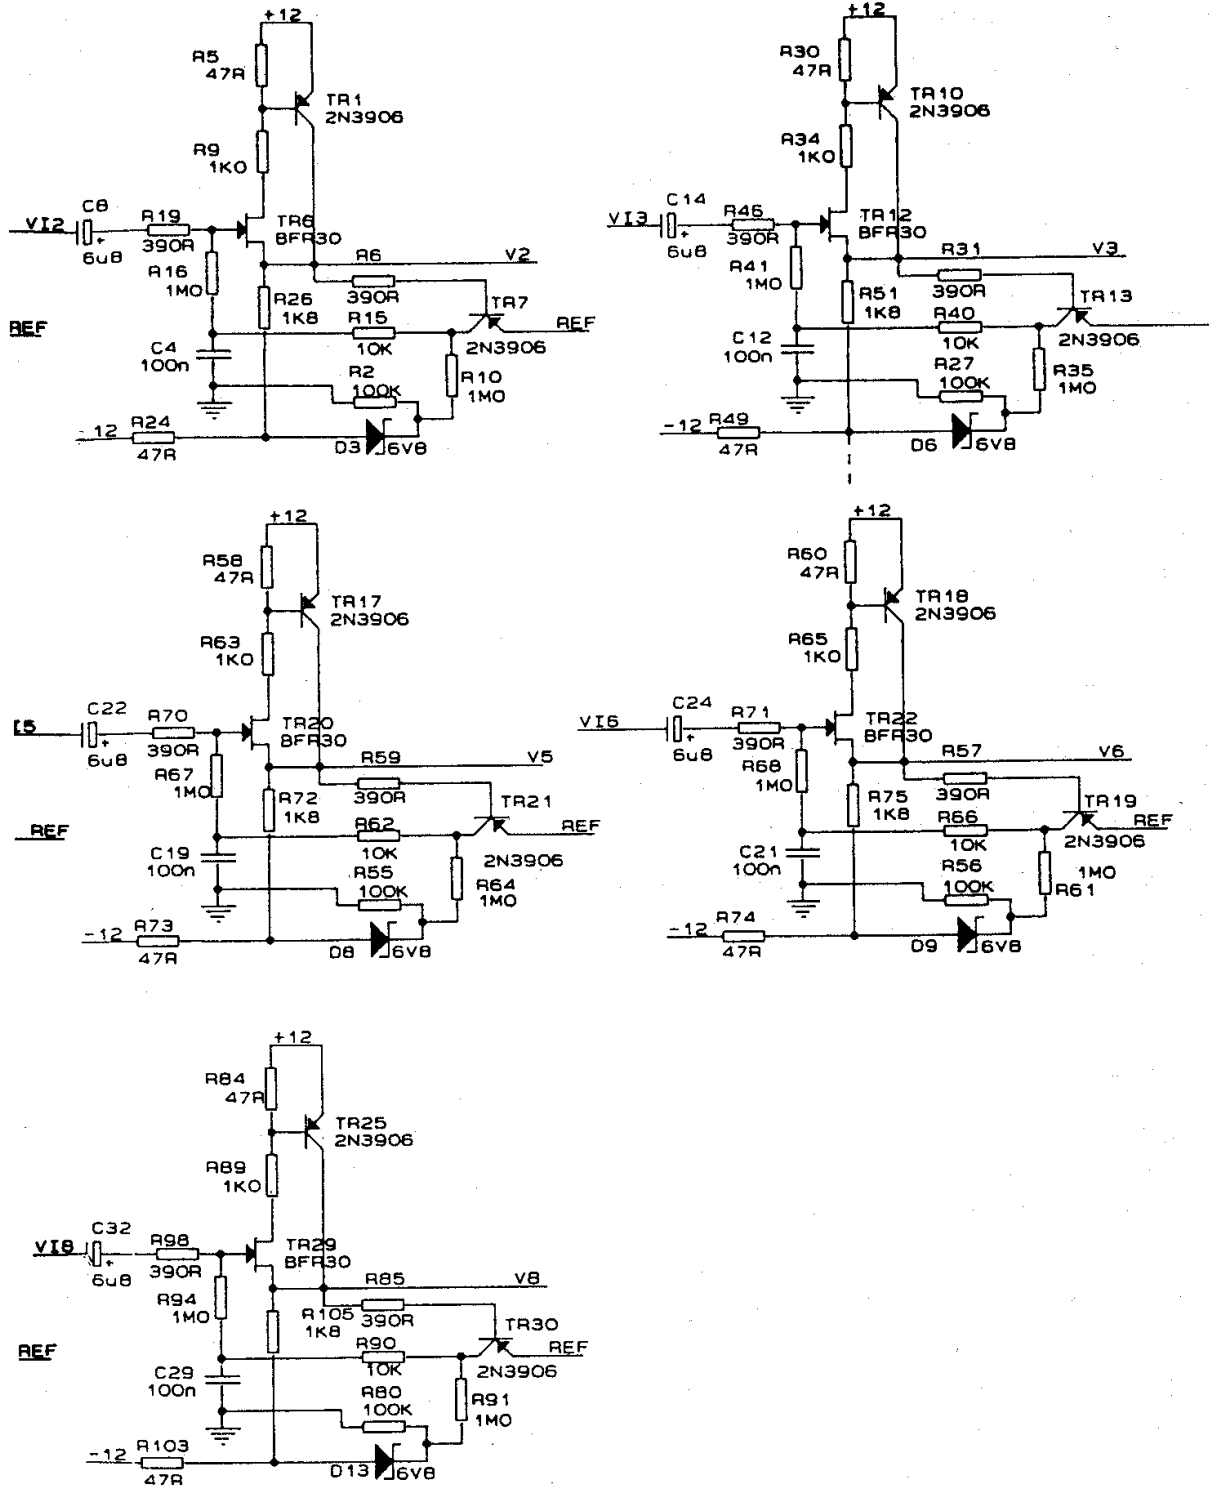 +12
R5
47R
TR1
2N3906
R9
1K0
C8
VI2
+
6u8
R19
390R
TR6
BFR30
R16
1M0
R6
390R
V2
R26
1K8
TR7
2N3906
REF
REF
R15
10K
C4
100n
R2
100K
R10
1M0
-12
R24
47R
D3
6V8
+12
R30
47R
TR10
2N3906
R34
1K0
C14
VI3
+
6u8
R46
390R
TR12
BFR30
R41
1M0
R31
390R
V3
R51
1K8
TR13
2N3906
R40
10K
C12
100n
R27
100K
R35
1M0
-12
R49
47R
D6
6V8
+12
R58
47R
TR17
2N3906
R63
1K0
C22
I5
+
6u8
R70
390R
TR20
BFR30
R67
1M0
R59
390R
V5
R72
1K8
TR21
2N3906
REF
REF
R62
10K
C19
100n
R55
100K
R64
1M0
-12
R73
47R
D8
6V8
+12
R60
47R
TR18
2N3906
R65
1K0
C24
VI6
+
6u8
R71
390R
TR22
BFR30
R68
1M0
R57
390R
V6
R75
1K8
TR19
2N3906
REF
R66
10K
C21
100n
R56
100K
1M0
R61
-12
R74
47R
D9
6V8
+12
R84
47R
TR25
2N3906
R89
1K0
C32
VI8
+
6u8
R98
390R
TR29
BFR30
R94
1M0
R85
390R
V8
R105
1K8
TR30
2N3906
REF
REF
R90
10K
C29
100n
R80
100K
R91
1M0
-12
R103
47R
D13
6V8